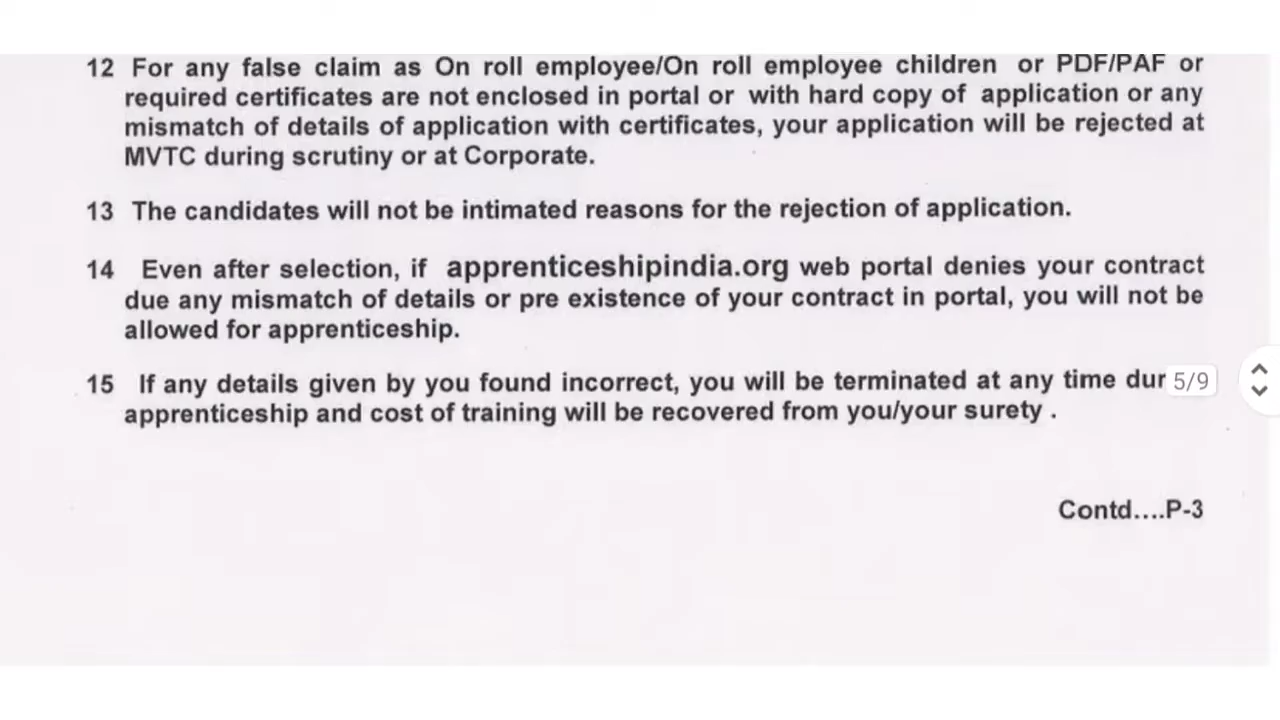 12 For any false claim as On roll employee/On roll employee children or PDF/PAF or
required certificates are not enclosed in portal or with hard copy of application or any
mismatch of details of application with certificates, your application will be rejected at
MVTC during scrutiny or at Corporate.
13 The candidates will not be intimated reasons for the rejection of application.
14 Even after selection, if apprenticeshipindia.org web portal denies your contract
due any mismatch of details or pre existence of your contract in portal, you will not be
allowed for apprenticeship.
15 If any details given by you found incorrect, you will be terminated at any time dur
5/9
apprenticeship and cost of training will be recovered from you/your surety .
Contd....P-3